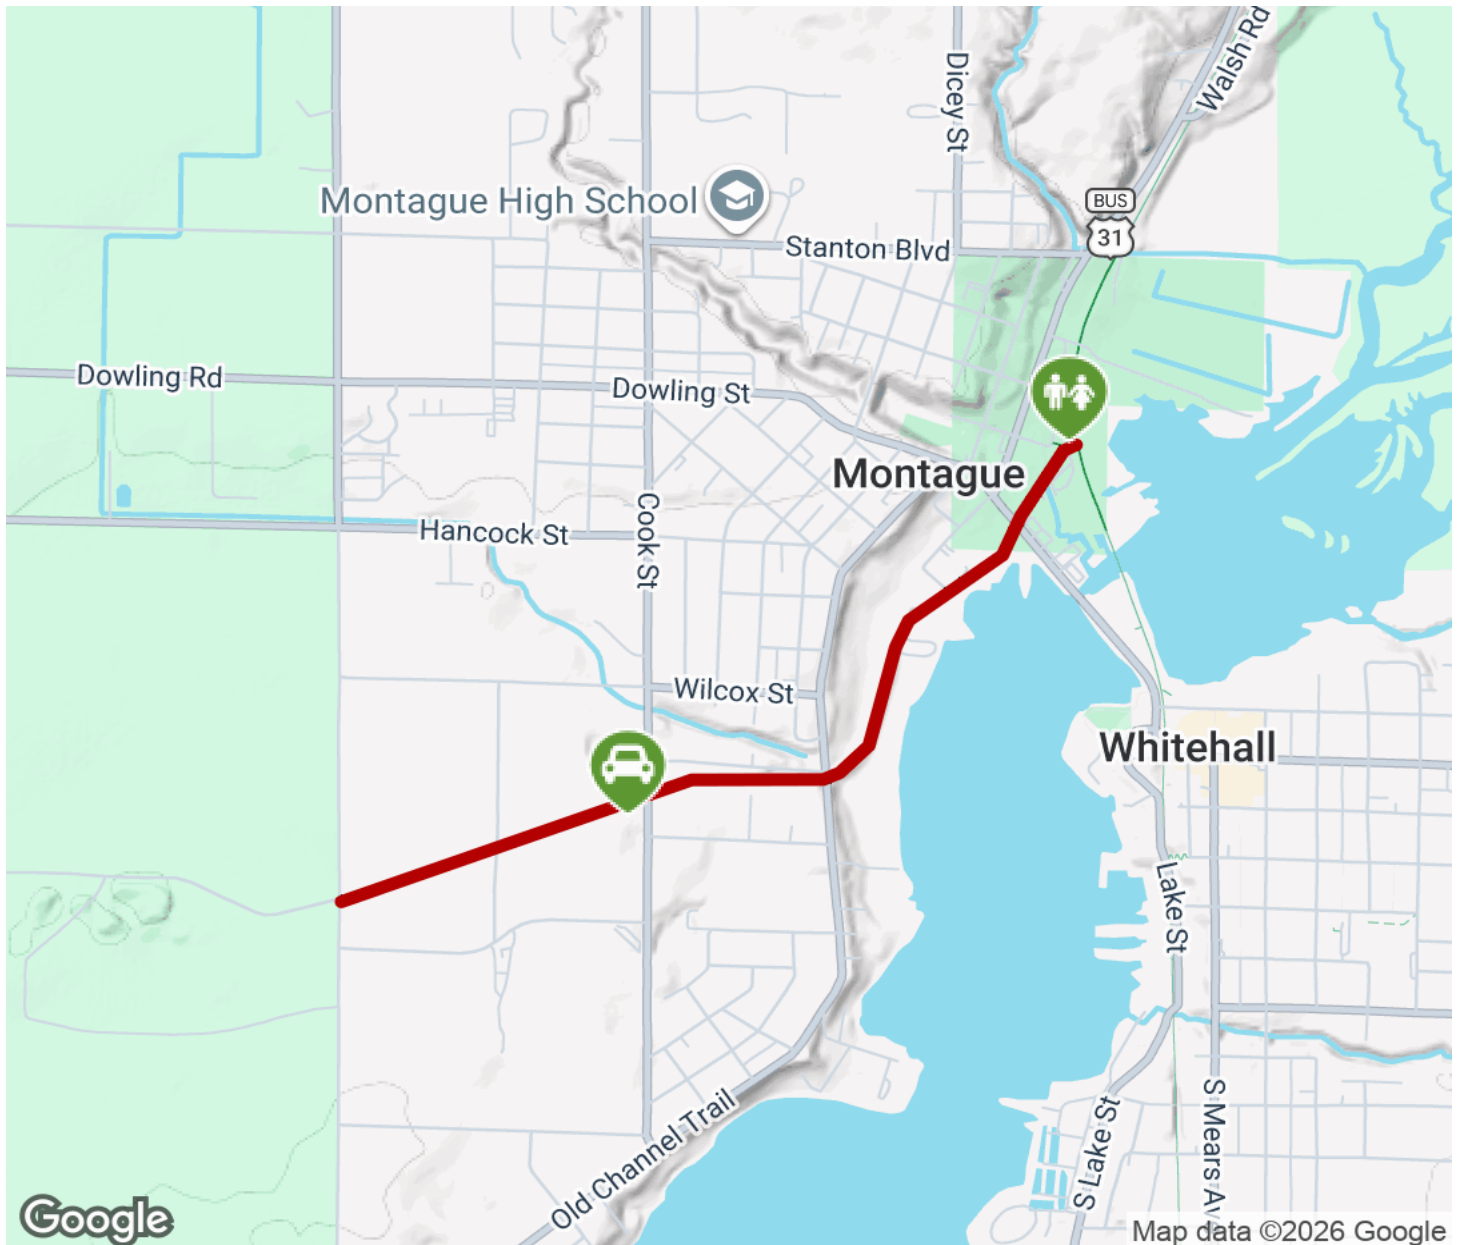 Walsh Rd
Dicey St
BUS
31
Montague High School
Stanton Blvd
Dowling Rd
Dowling St
Montague
Cook St
Hancock St
Wilcox St
Whitehall
Lake St
S Lake St
S Mears Av
Old Channel Trail
Google
Map data ©2026 Google